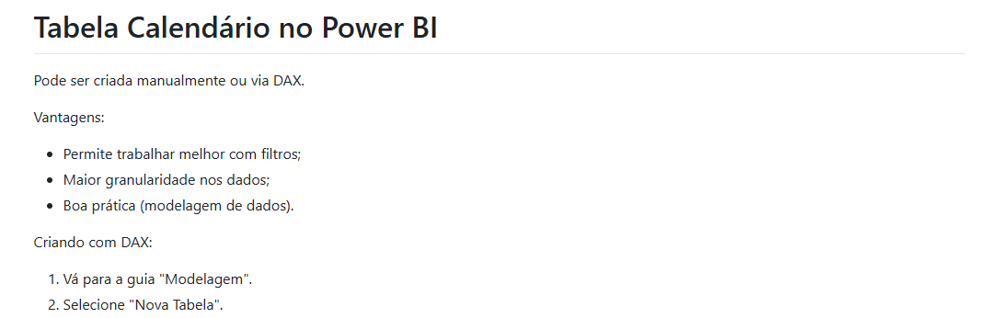 Tabela Calendário no Power BI
Pode ser criada manualmente ou via DAX.
Vantagens:
• Permite trabalhar melhor com filtros;
• Maior granularidade nos dados;
• Boa prática (modelagem de dados).
Criando com DAX:
1. Vá para a guia "Modelagem".
2. Selecione "Nova Tabela".